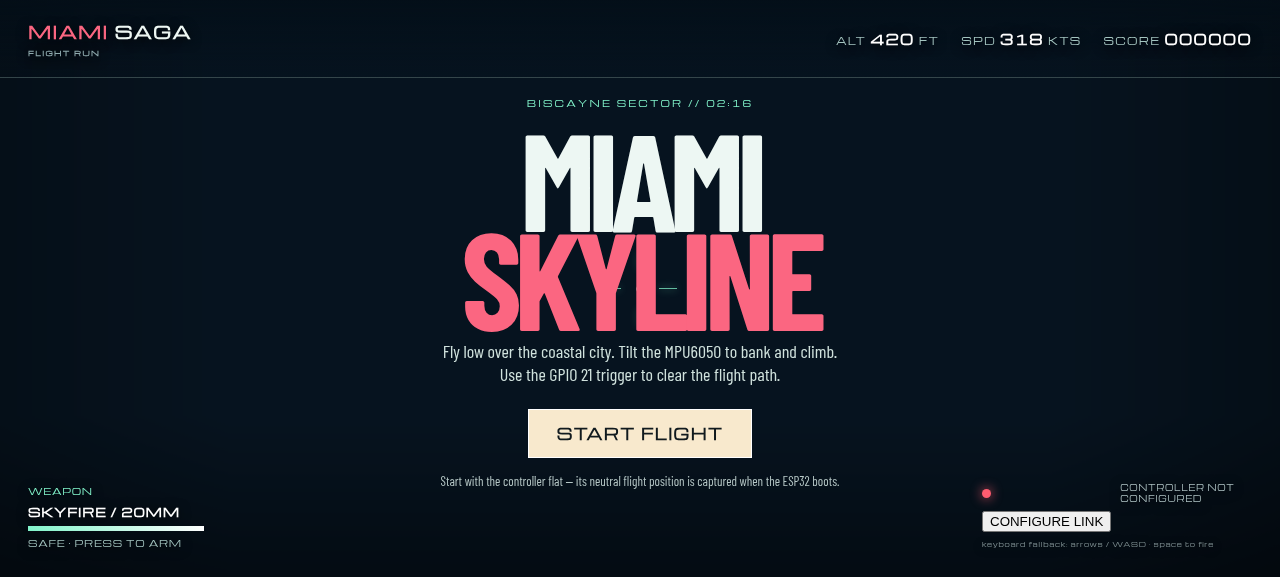 MIAMI SAGA
FLIGHT RUN
ALT 420 FT SPD 318 KTS SCORE 000000
BISCAYNE SECTOR // 02:16
MIAMI
SKYLINE
Fly low over the coastal city. Tilt the MPU6050 to bank and climb.
Use the GPIO 21 trigger to clear the flight path.
START FLIGHT
Start with the controller flat — its neutral flight position is captured when the ESP32 boots.
WEAPON
SKYFIRE / 20MM
SAFE · PRESS TO ARM
CONTROLLER NOT
CONFIGURED
CONFIGURE LINK
keyboard fallback: arrows / WASD · space to fire